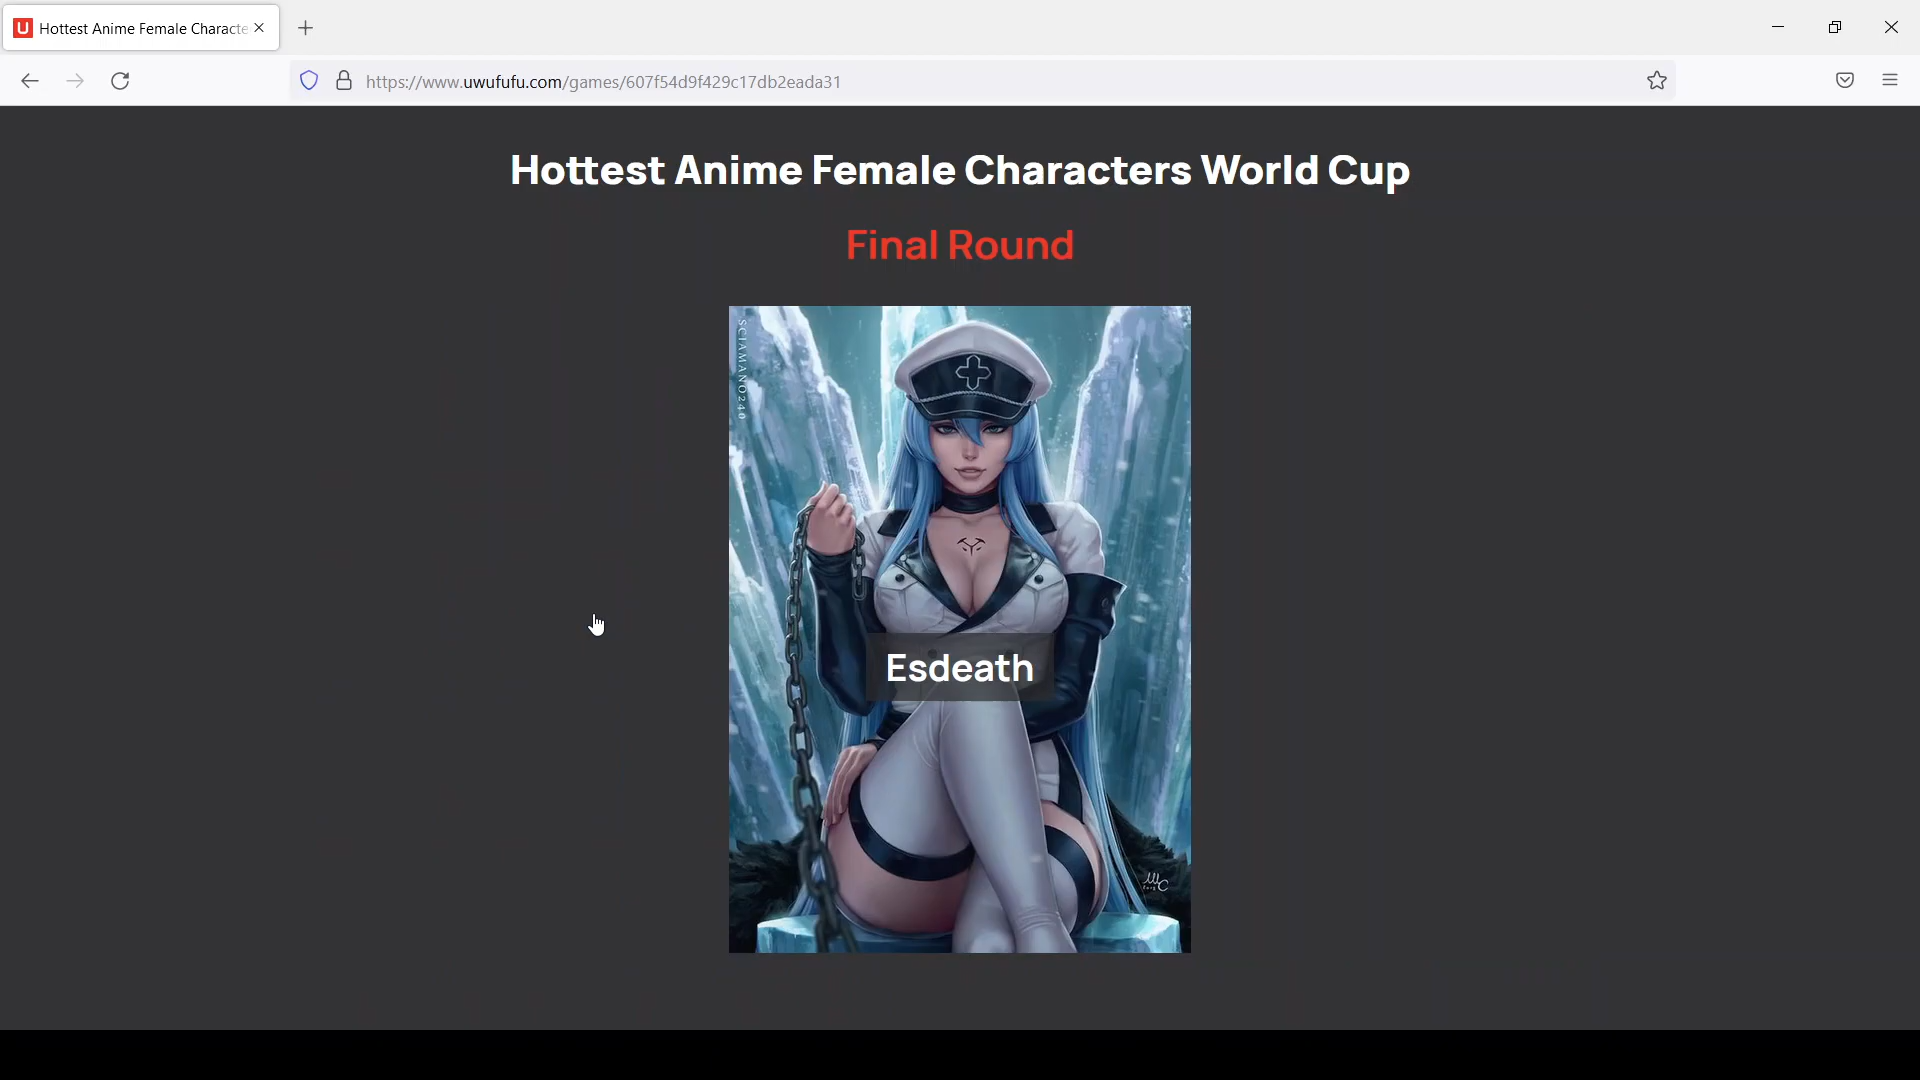 Hottest Anime Female Characte
https://www.uwufufu.com/games/607f54d9f429c17db2eada31
Hottest Anime Female Characters World Cup
Final Round
SCIAMANO240
Esdeath